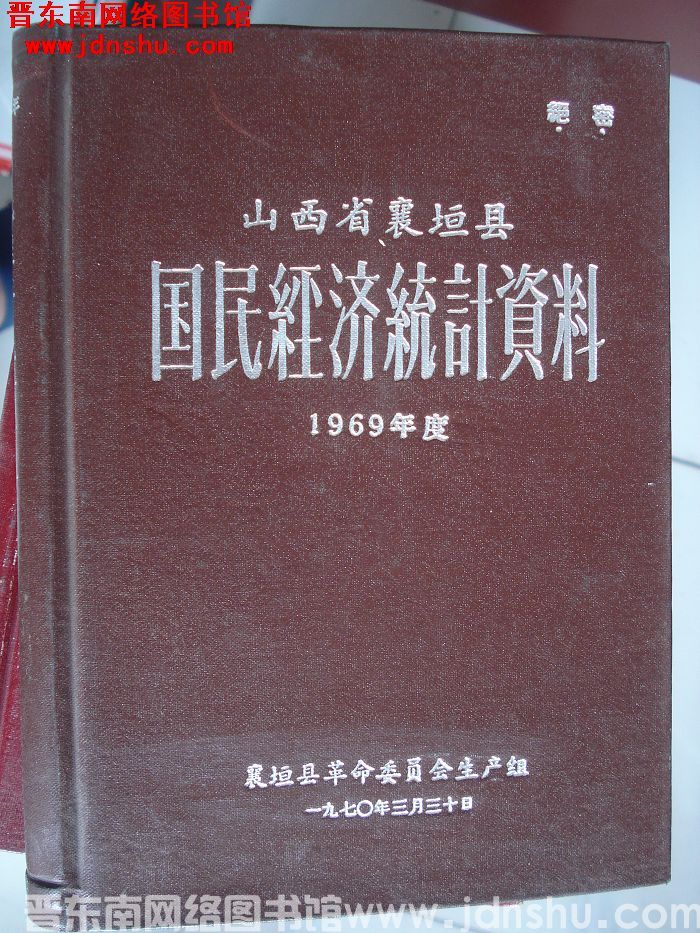 晋东南网络图书馆
www.jdnshu.com
絕密
山西省襄垣县
国民經济統計資料
1969年度
襄垣县革命委員会生产组
一九七〇年三月三十日
晋东南网络图书馆www.jdnshu.com